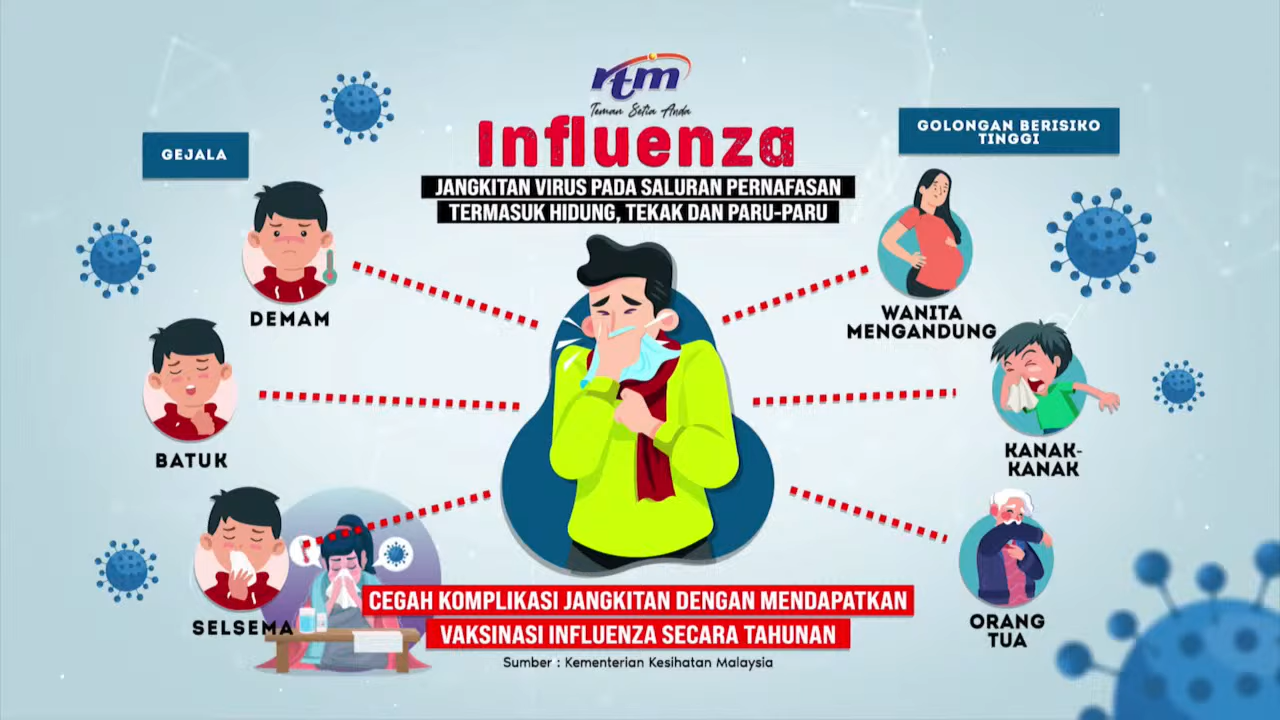 rtm
Teman Setia Anda
Influenza
JANGKITAN VIRUS PADA SALURAN PERNAFASAN
TERMASUK HIDUNG, TEKAK DAN PARU-PARU
GEJALA
DEMAM
BATUK
SELSEMA
GOLONGAN BERISIKO
TINGGI
WANITA
MENGANDUNG
KANAK-
KANAK
ORANG
TUA
CEGAH KOMPLIKASI JANGKITAN DENGAN MENDAPATKAN
VAKSINASI INFLUENZA SECARA TAHUNAN
Sumber : Kementerian Kesihatan Malaysia